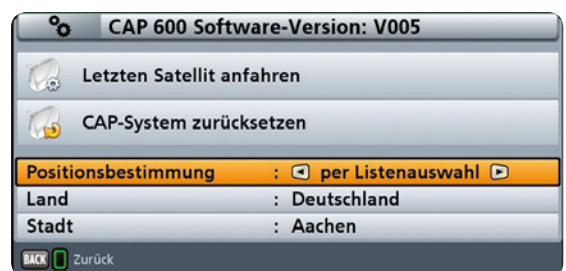 CAP 600 Software-Version: V005
Letzten Satellit anfahren
CAP-System zurücksetzen
Positionsbestimmung : per Listenauswahl
Land : Deutschland
Stadt : Aachen
BACK Zurück